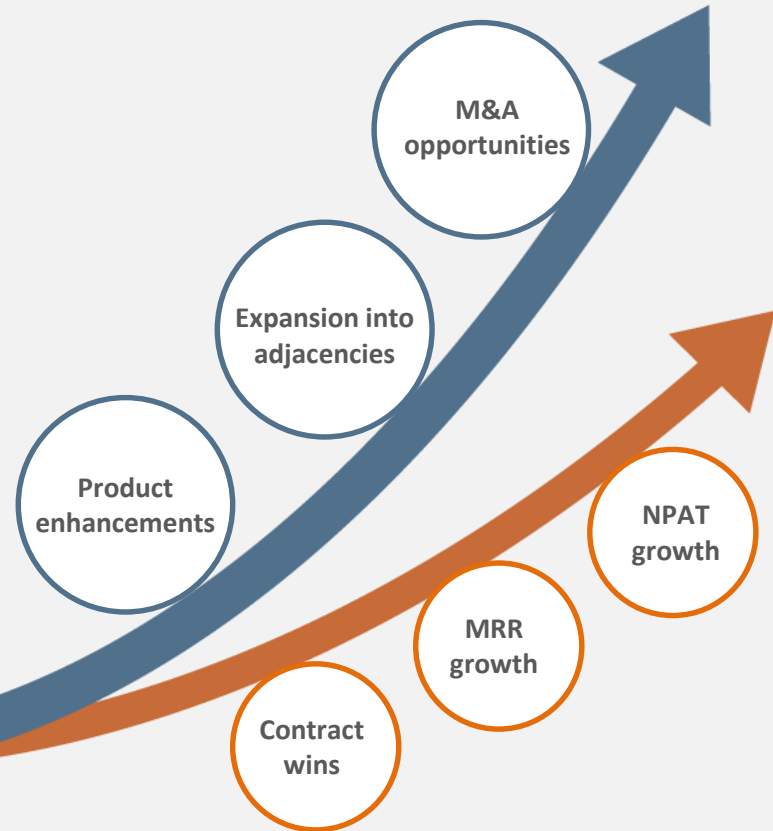 M&A
opportunities
Expansion into
adjacencies
Product
enhancements
NPAT
growth
MRR
growth
Contract
wins